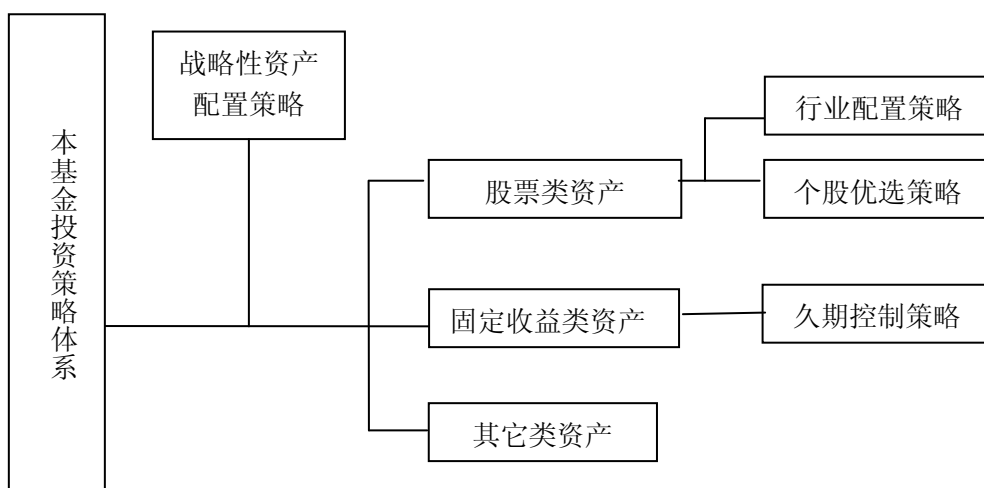 本基金投资策略体系
战略性资产
配置策略
股票类资产
行业配置策略
个股优选策略
固定收益类资产
久期控制策略
其它类资产